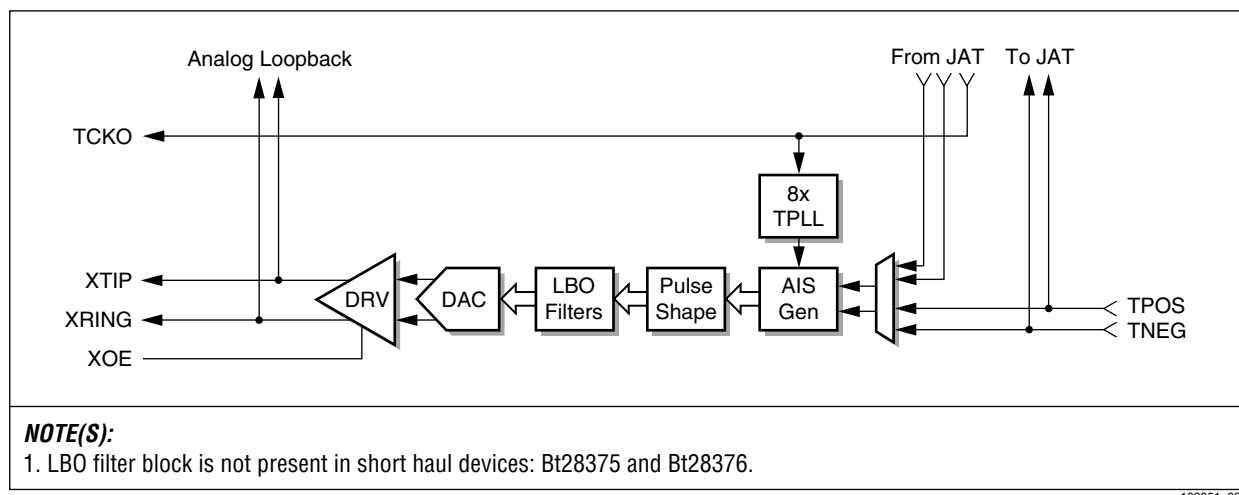 Analog Loopback
From JAT
To JAT
TCKO
8x
TPLL
XTIP
XRING
XOE
DRV
DAC
LBO
Filters
Pulse
Shape
AIS
Gen
TPOS
TNEG
NOTE(S):
1. LBO filter block is not present in short haul devices: Bt28375 and Bt28376.